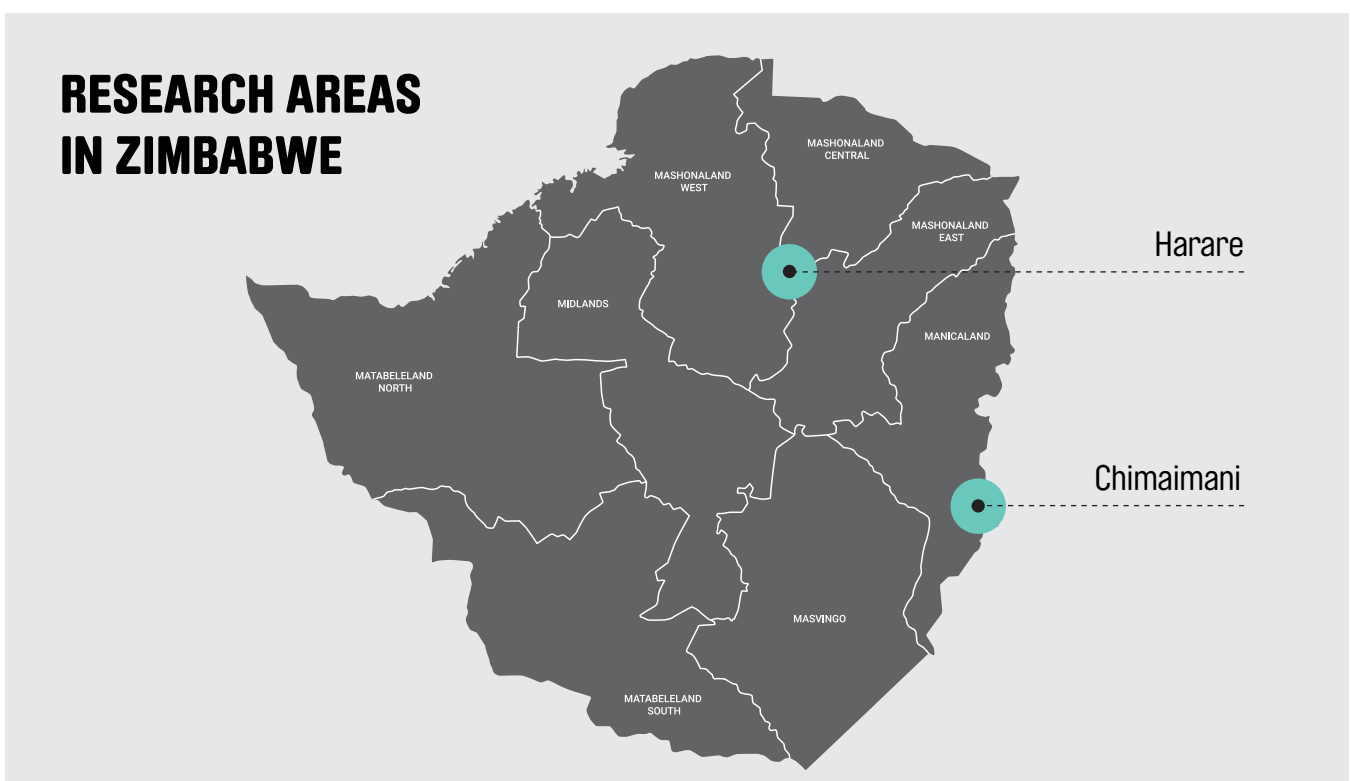 RESEARCH AREAS
IN ZIMBABWE
MASHONALAND
CENTRAL
MASHONALAND
WEST
MASHONALAND
EAST
Harare
MIDLANDS
MANICALAND
MATABELELAND
NORTH
Chimaimani
MASVINGO
MATABELELAND
SOUTH